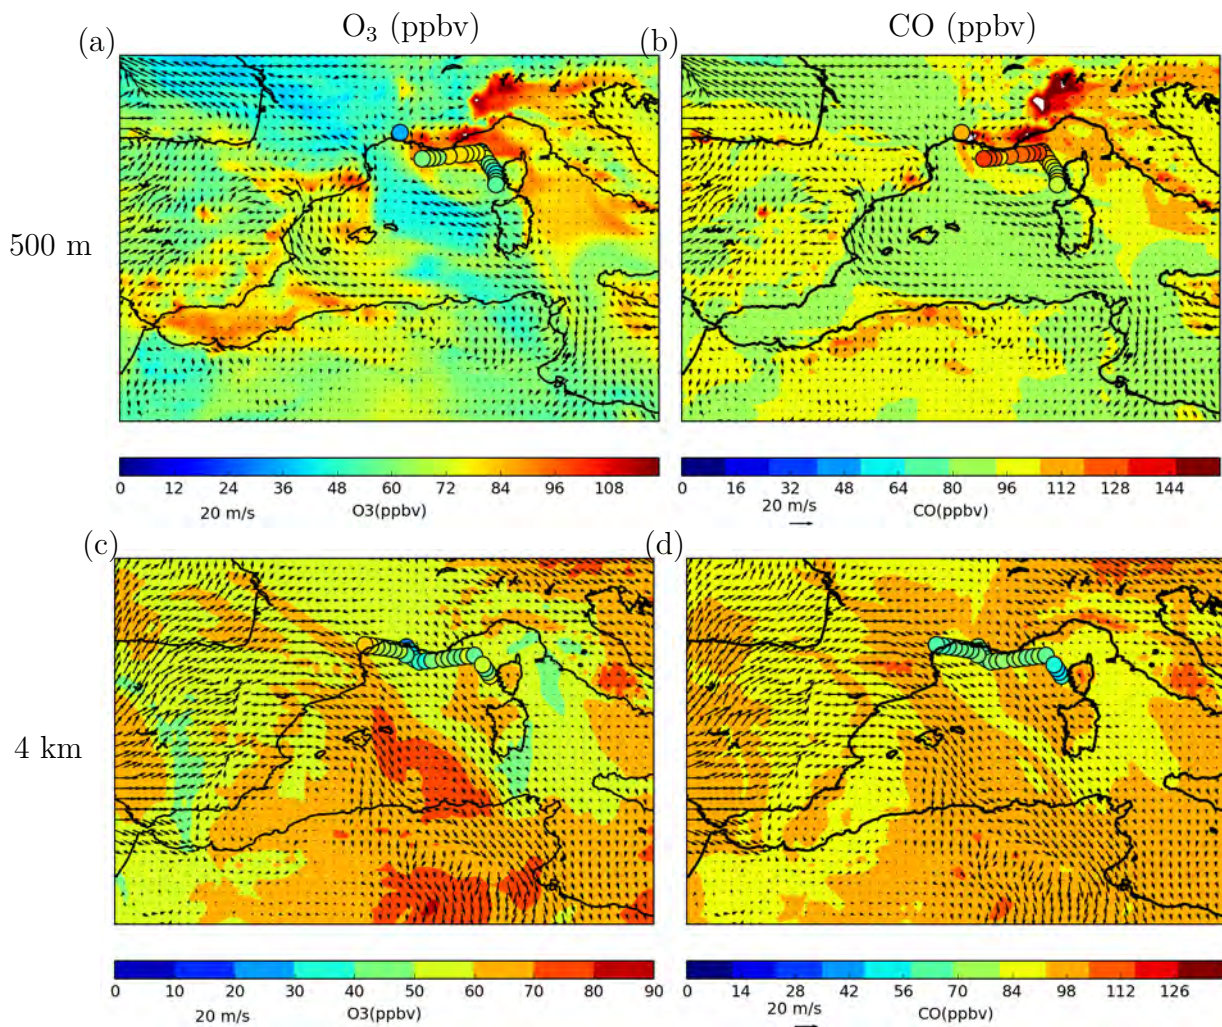 O₃ (ppbv) CO (ppbv)
(a) (b)
500 m
0 12 24 36 48 60 72 84 96 108 0 16 32 48 64 80 96 112 128 144
20 m/s O3(ppbv) 20 m/s CO(ppbv)
(c) (d)
4 km
0 10 20 30 40 50 60 70 80 90 0 14 28 42 56 70 84 98 112 126
20 m/s O3(ppbv) 20 m/s CO(ppbv)